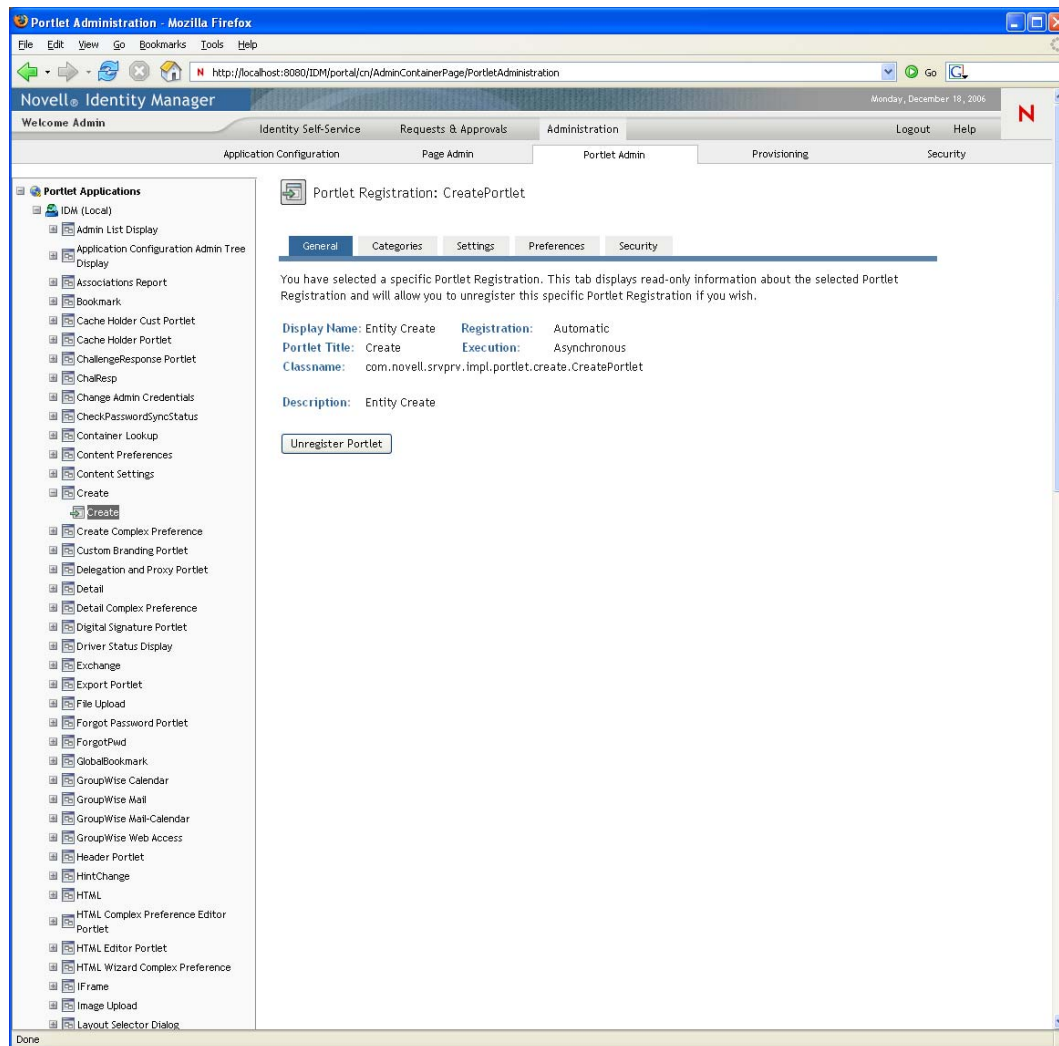 Portlet Administration - Mozilla Firefox
File Edit View Go Bookmarks Tools Help
http://localhost:8080/IDM/portal/cn/AdminContainerPage/PortletAdministration Go G
Novell® Identity Manager Monday, December 18, 2006
Welcome Admin Identity Self-Service Requests & Approvals Administration Logout Help N
Application Configuration Page Admin Portlet Admin Provisioning Security
Portlet Applications
IDM (Local)
Admin List Display
Application Configuration Admin Tree
Display
Associations Report
Bookmark
Cache Holder Cust Portlet
Cache Holder Portlet
ChallengeResponse Portlet
ChalResp
Change Admin Credentials
CheckPasswordSyncStatus
Container Lookup
Content Preferences
Content Settings
Create
Create
Create Complex Preference
Custom Branding Portlet
Delegation and Proxy Portlet
Detail
Detail Complex Preference
Digital Signature Portlet
Driver Status Display
Exchange
Export Portlet
File Upload
Forgot Password Portlet
ForgotPwd
GlobalBookmark
GroupWise Calendar
GroupWise Mail
GroupWise Mail-Calendar
GroupWise Web Access
Header Portlet
HintChange
HTML
HTML Complex Preference Editor
Portlet
HTML Editor Portlet
HTML Wizard Complex Preference
IFrame
Image Upload
Layout Selector Dialog
Portlet Registration: CreatePortlet
General Categories Settings Preferences Security
You have selected a specific Portlet Registration. This tab displays read-only information about the selected Portlet
Registration and will allow you to unregister this specific Portlet Registration if you wish.
Display Name: Entity Create Registration: Automatic
Portlet Title: Create Execution: Asynchronous
Classname: com.novell.srvprv.impl.portlet.create.CreatePortlet
Description: Entity Create
Unregister Portlet
Done